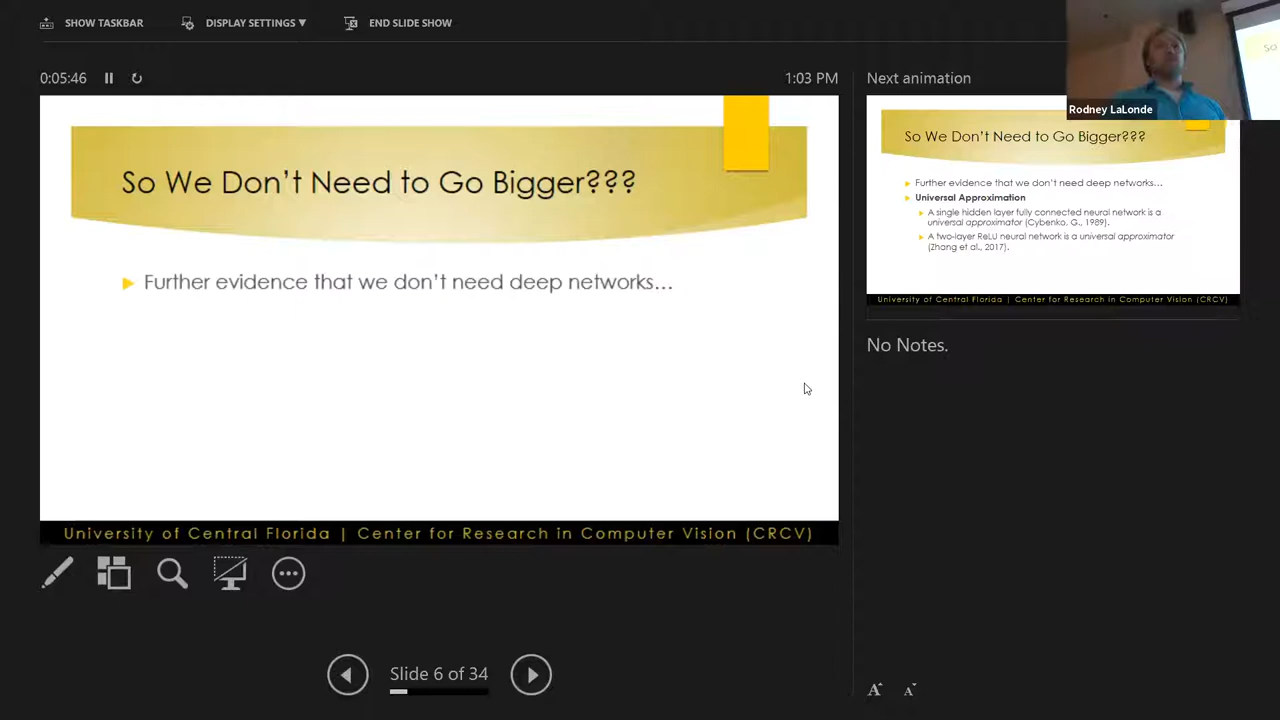 SHOW TASKBAR
DISPLAY SETTINGS ▼
END SLIDE SHOW
0:05:46
1:03 PM
So We Don't Need to Go Bigger???
Further evidence that we don't need deep networks…
University of Central Florida | Center for Research in Computer Vision (CRCV)
Slide 6 of 34
Next animation
So
Rodney LaLonde
So We Don't Need to Go Bigger???
Further evidence that we don't need deep networks…
Universal Approximation
A single hidden layer fully connected neural network is a
universal approximator (Cybenko, G., 1989).
A two-layer ReLU neural network is a universal approximator
(Zhang et al., 2017).
University of Central Florida | Center for Research in Computer Vision (CRCV)
No Notes.
A A